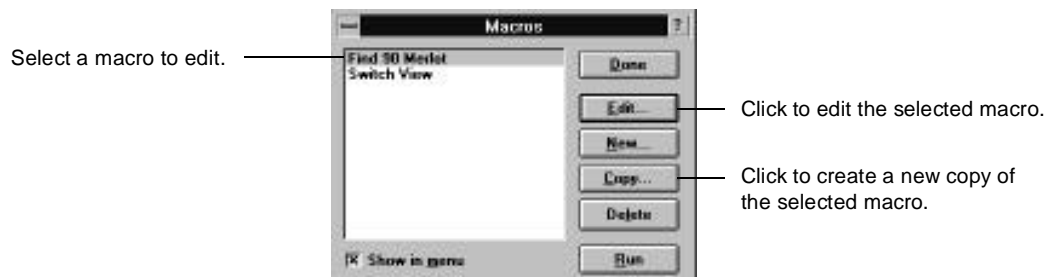 Macros
?
Select a macro to edit.
Find 90 Merlot
Switch View
Done
Edit...
Click to edit the selected macro.
New...
Copy...
Click to create a new copy of
the selected macro.
Delete
Show in menu
Run